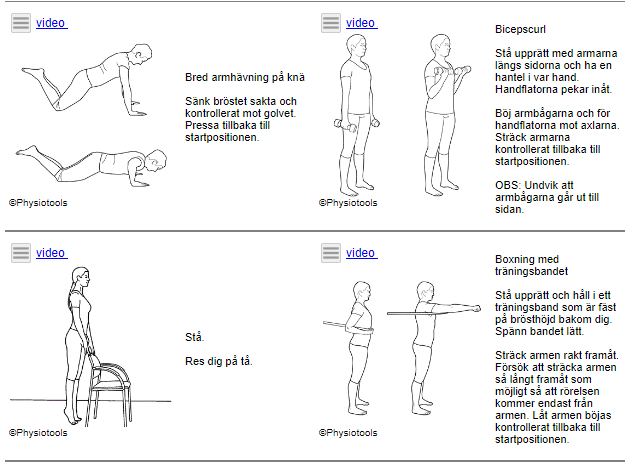 video
Bred armhävning på knä
Sänk bröstet sakta och
kontrollerat mot golvet.
Pressa tillbaka till
startpositionen.
©Physiotools
video
Bicepscurl
Stå upprätt med armarna
längs sidorna och ha en
hantel i var hand.
Handflatorna pekar inåt.
Böj armbågarna och för
handflatorna mot axlarna.
Sträck armarna
kontrollerat tillbaka till
startpositionen.
OBS: Undvik att
armbågarna går ut till
sidan.
©Physiotools
video
Stå.
Res dig på tå.
©Physiotools
video
Boxning med
träningsbandet
Stå upprätt och håll i ett
träningsband som är fäst
på brösthöjd bakom dig.
Spänn bandet lätt.
Sträck armen rakt framåt.
Försök att sträcka armen
så långt framåt som
möjligt så att rörelsen
kommer endast från
armen. Låt armen böjas
kontrollerat tillbaka till
startpositionen.
©Physiotools